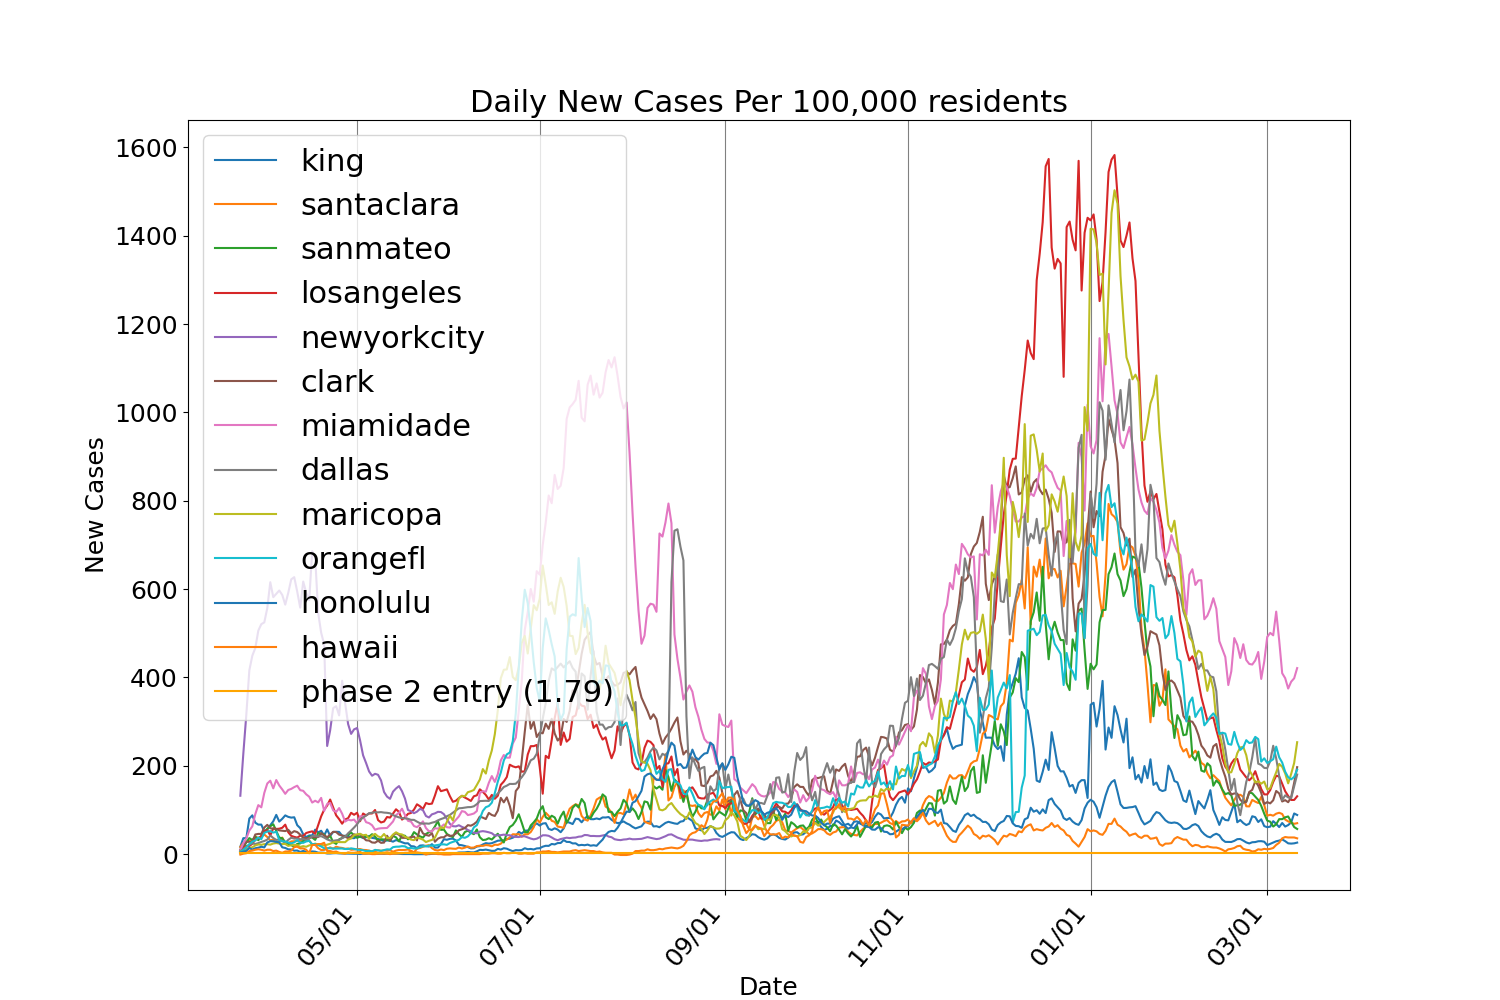 Daily New Cases Per 100,000 residents
1600
1400
1200
1000
800
600
400
200
0
New Cases
king
santaclara
sanmateo
losangeles
newyorkcity
clark
miamidade
dallas
maricopa
orangefl
honolulu
hawaii
phase 2 entry (1.79)
05/01
07/01
09/01
11/01
01/01
03/01
Date